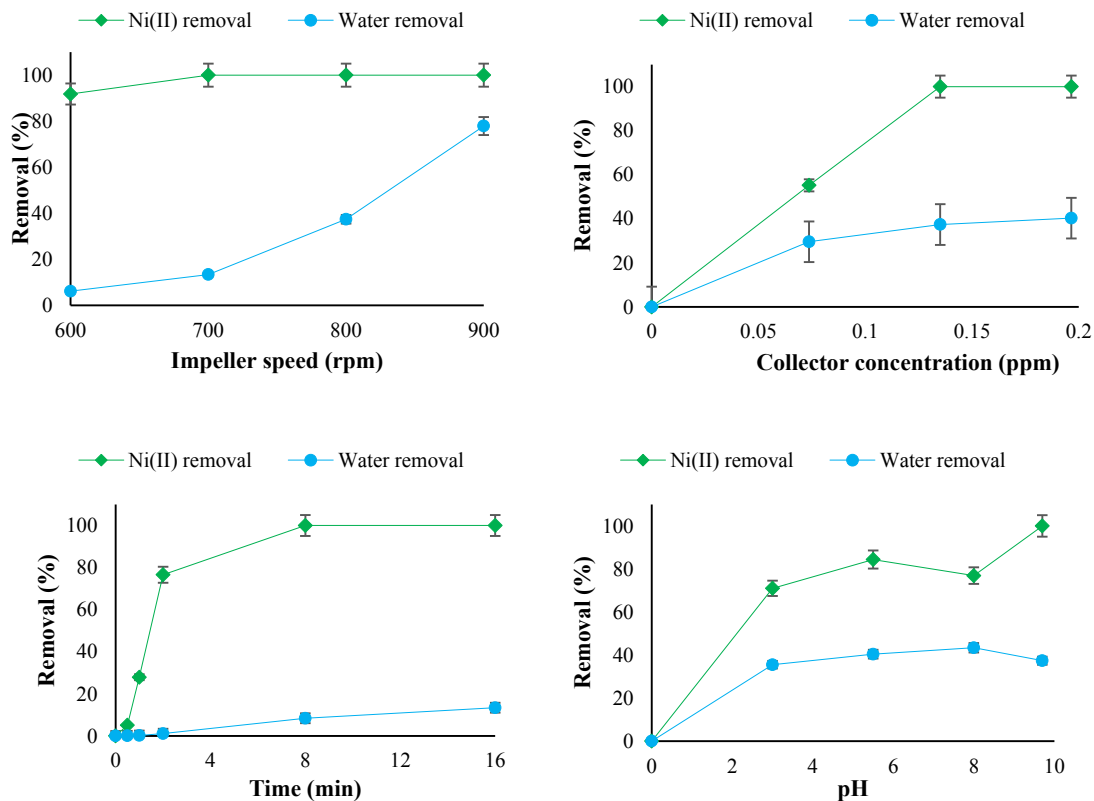 Ni(II) removal Water removal
Removal (%)
100
80
60
40
20
0
600 700 800 900
Impeller speed (rpm)
Ni(II) removal Water removal
Removal (%)
100
80
60
40
20
0
0 0.05 0.1 0.15 0.2
Collector concentration (ppm)
Ni(II) removal Water removal
Removal (%)
100
80
60
40
20
0
0 4 8 12 16
Time (min)
Ni(II) removal Water removal
Removal (%)
100
80
60
40
20
0
0 2 4 6 8 10
pH